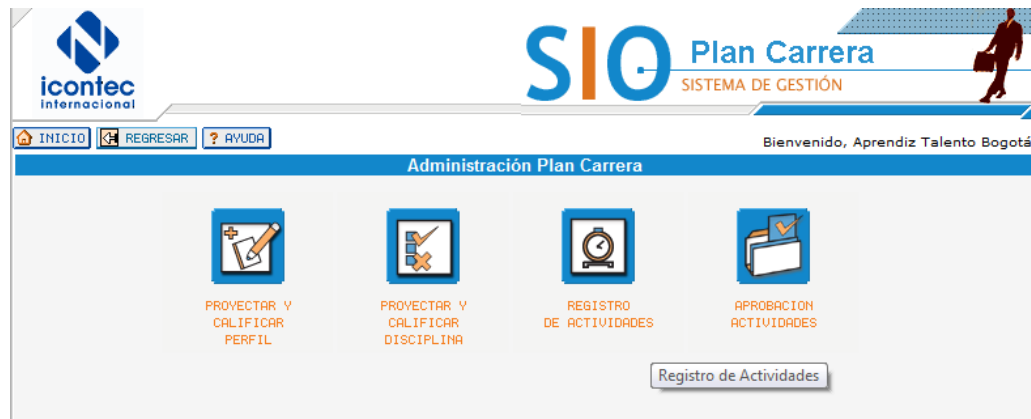 icontec
internacional
SIO Plan Carrera
SISTEMA DE GESTIÓN
INICIO REGRESAR ? AYUDA
Bienvenido, Aprendiz Talento Bogotá
Administración Plan Carrera
PROYECTAR Y
CALIFICAR
PERFIL
PROYECTAR Y
CALIFICAR
DISCIPLINA
REGISTRO
DE ACTIVIDADES
APROBACION
ACTIVIDADES
Registro de Actividades